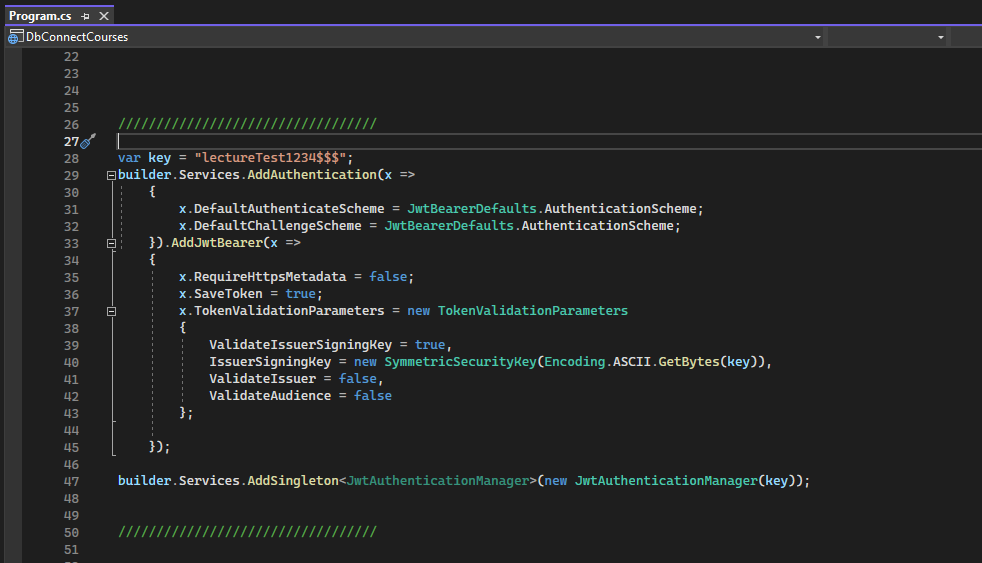 Program.cs
DbConnectCourses
22
23
24
25
26 //////////////////////////////////
27
28 var key = "lectureTest1234$$$";
29 builder.Services.AddAuthentication(x =>
30 {
31 x.DefaultAuthenticateScheme = JwtBearerDefaults.AuthenticationScheme;
32 x.DefaultChallengeScheme = JwtBearerDefaults.AuthenticationScheme;
33 }).AddJwtBearer(x =>
34 {
35 x.RequireHttpsMetadata = false;
36 x.SaveToken = true;
37 x.TokenValidationParameters = new TokenValidationParameters
38 {
39 ValidateIssuerSigningKey = true,
40 IssuerSigningKey = new SymmetricSecurityKey(Encoding.ASCII.GetBytes(key)),
41 ValidateIssuer = false,
42 ValidateAudience = false
43 };
44
45 });
46
47 builder.Services.AddSingleton<JwtAuthenticationManager>(new JwtAuthenticationManager(key));
48
49
50 //////////////////////////////////
51